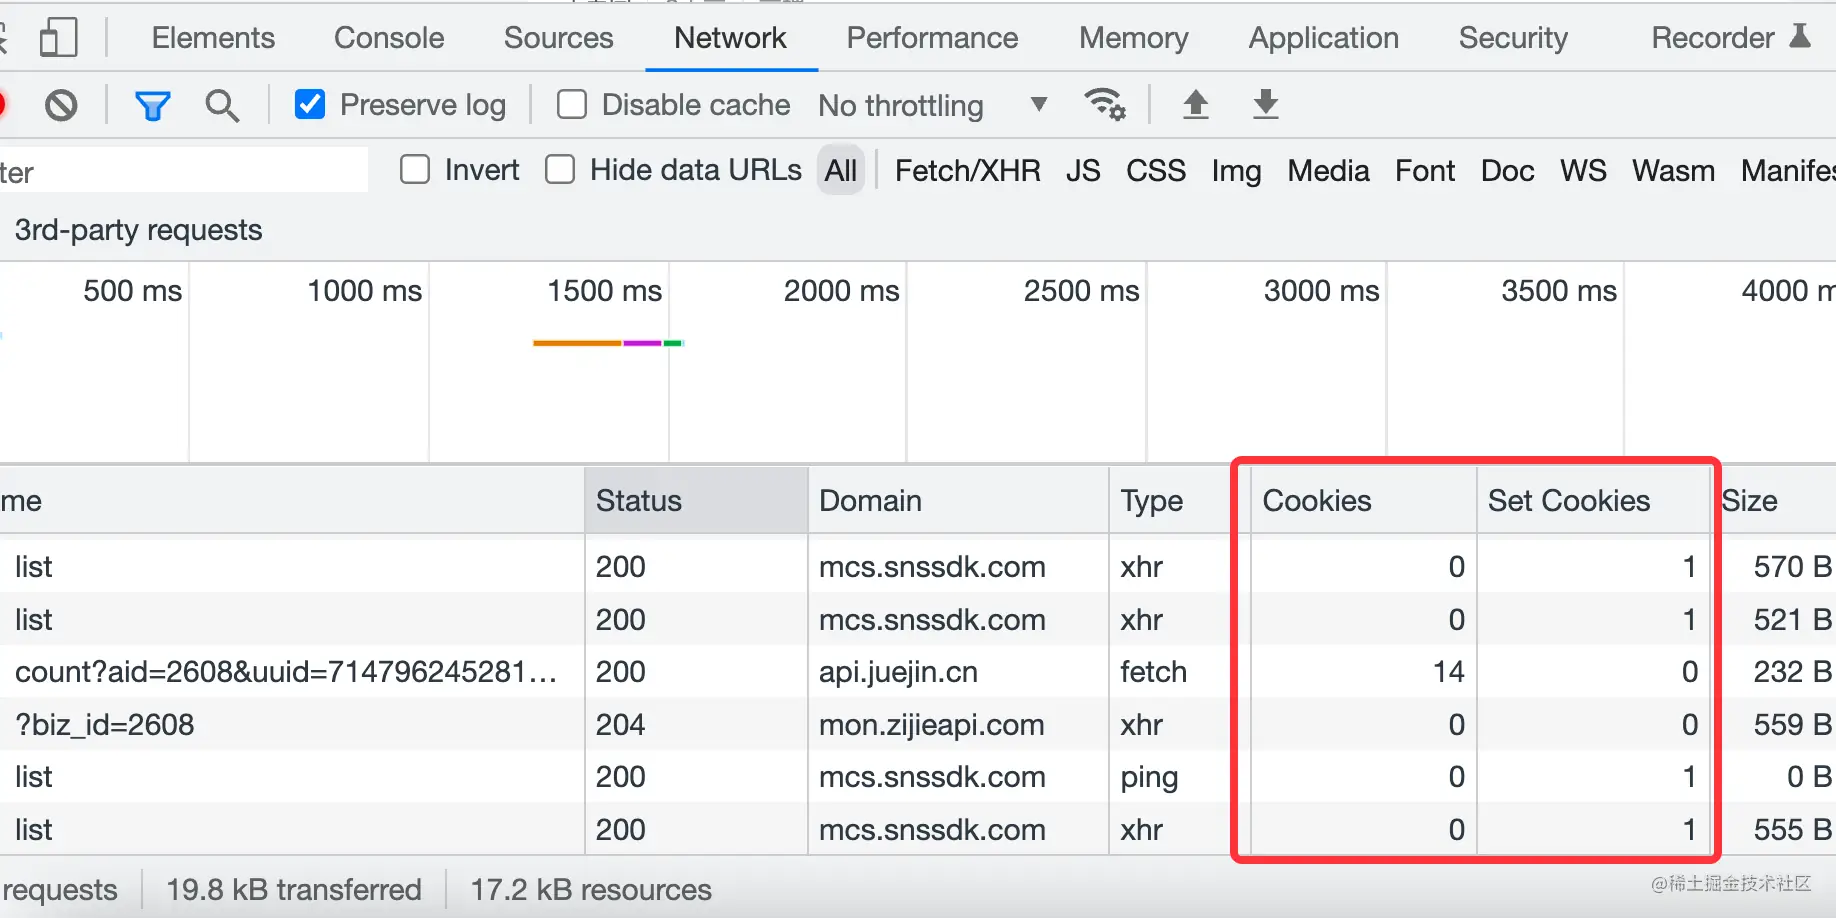 Elements Console Sources Network Performance Memory Application Security Recorder
Preserve log Disable cache No throttling
ter Invert Hide data URLs All Fetch/XHR JS CSS Img Media Font Doc WS Wasm Manifes
3rd-party requests
500 ms 1000 ms 1500 ms 2000 ms 2500 ms 3000 ms 3500 ms 4000 m
me Status Domain Type Cookies Set Cookies Size
list 200 mcs.snssdk.com xhr 0 1 570 B
list 200 mcs.snssdk.com xhr 0 1 521 B
count?aid=2608&uuid=714796245281… 200 api.juejin.cn fetch 14 0 232 B
?biz_id=2608 204 mon.zijieapi.com xhr 0 0 559 B
list 200 mcs.snssdk.com ping 0 1 0 B
list 200 mcs.snssdk.com xhr 0 1 555 B
requests 19.8 kB transferred 17.2 kB resources
@稀土掘金技术社区